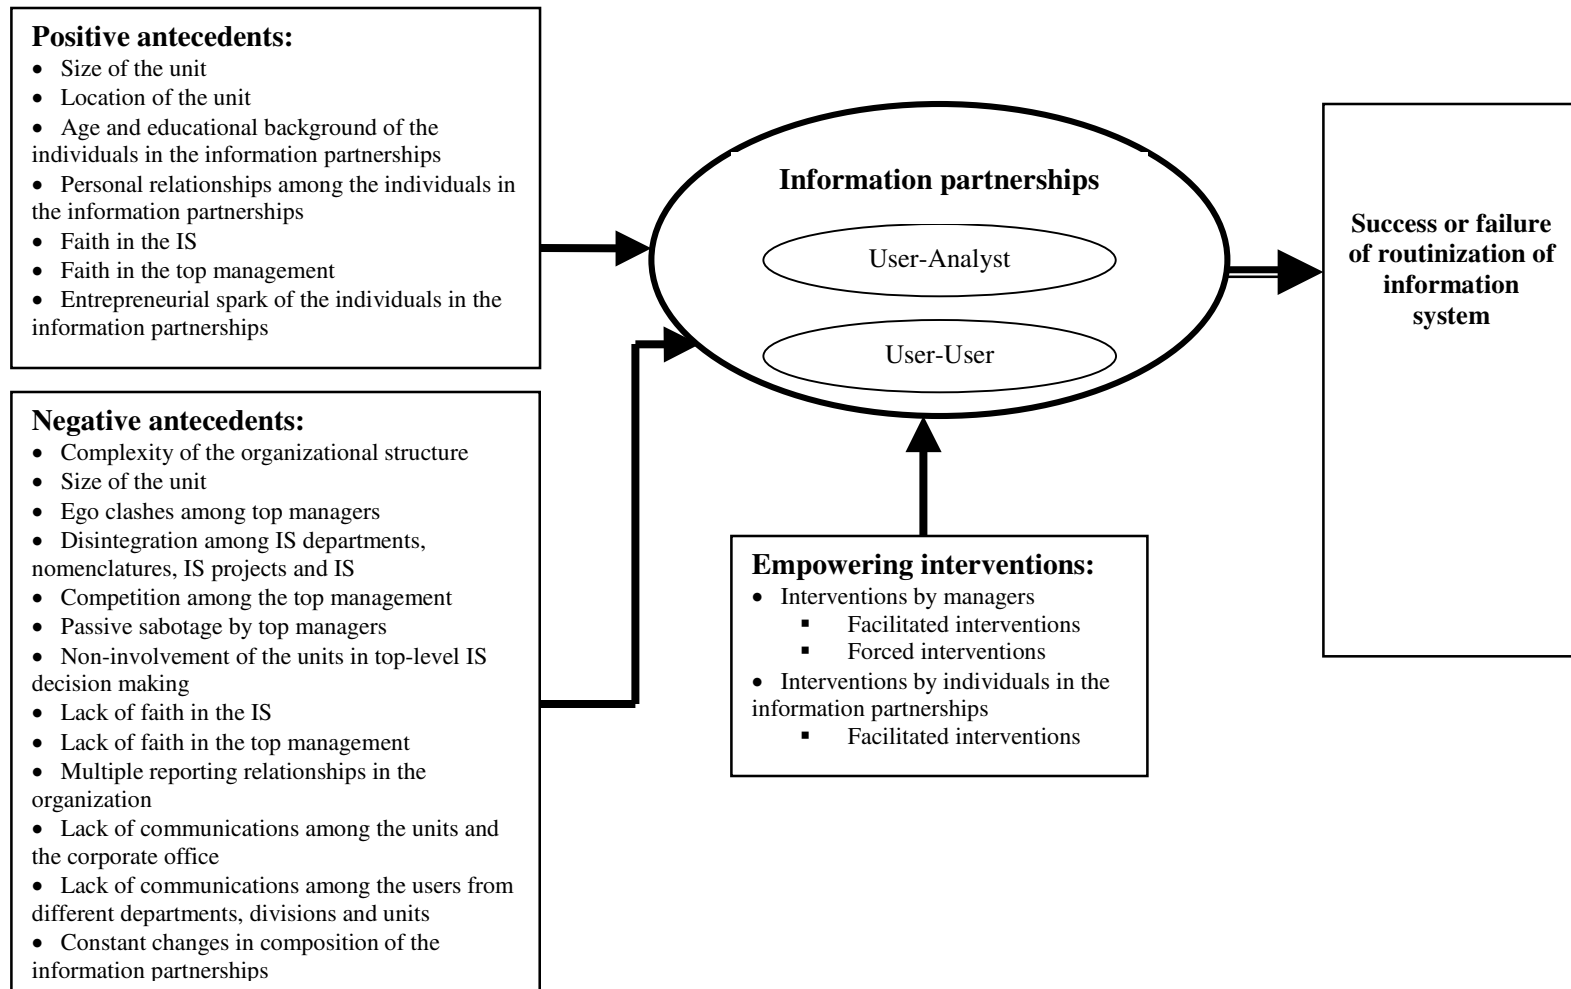 Positive antecedents:
• Size of the unit
• Location of the unit
• Age and educational background of the
individuals in the information partnerships
• Personal relationships among the individuals in
the information partnerships
• Faith in the IS
• Faith in the top management
• Entrepreneurial spark of the individuals in the
information partnerships
Negative antecedents:
• Complexity of the organizational structure
• Size of the unit
• Ego clashes among top managers
• Disintegration among IS departments,
nomenclatures, IS projects and IS
• Competition among the top management
• Passive sabotage by top managers
• Non-involvement of the units in top-level IS
decision making
• Lack of faith in the IS
• Lack of faith in the top management
• Multiple reporting relationships in the
organization
• Lack of communications among the units and
the corporate office
• Lack of communications among the users from
different departments, divisions and units
• Constant changes in composition of the
information partnerships
Information partnerships
User-Analyst
User-User
Empowering interventions:
• Interventions by managers
▪ Facilitated interventions
▪ Forced interventions
• Interventions by individuals in the
information partnerships
▪ Facilitated interventions
Success or failure
of routinization of
information
system